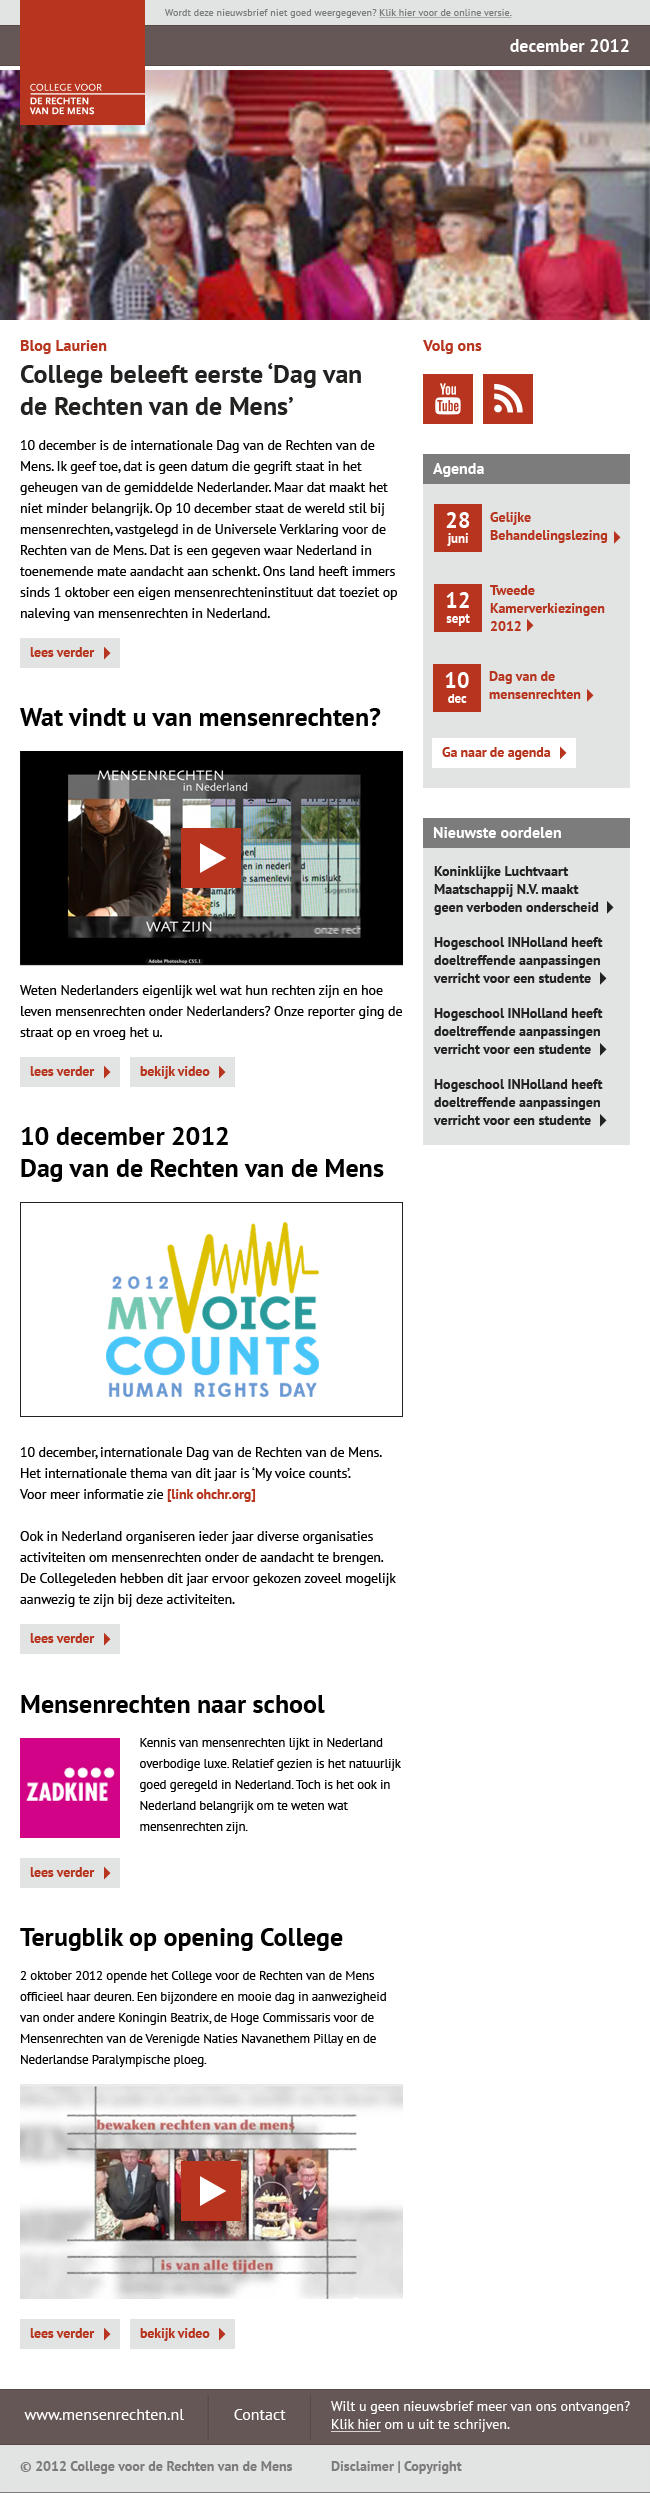 Wordt deze nieuwsbrief niet goed weergegeven? Klik hier voor de online versie.
december 2012
COLLEGE VOOR
DE RECHTEN
VAN DE MENS
Blog Laurien
College beleeft eerste ‘Dag van
de Rechten van de Mens’
10 december is de internationale Dag van de Rechten van de
Mens. Ik geef toe, dat is geen datum die gegrift staat in het
geheugen van de gemiddelde Nederlander. Maar dat maakt het
niet minder belangrijk. Op 10 december staat de wereld stil bij
mensenrechten, vastgelegd in de Universele Verklaring voor de
Rechten van de Mens. Dat is een gegeven waar Nederland in
toenemende mate aandacht aan schenkt. Ons land heeft immers
sinds 1 oktober een eigen mensenrechteninstituut dat toeziet op
naleving van mensenrechten in Nederland.
lees verder
Wat vindt u van mensenrechten?
MENSENRECHTEN
in Nederland
en in nederland
e samenleving is mislukt
Suggesties
WAT ZIJN
onze rech
Adobe Photoshop CS5.1
Weten Nederlanders eigenlijk wel wat hun rechten zijn en hoe
leven mensenrechten onder Nederlanders? Onze reporter ging de
straat op en vroeg het u.
lees verder
bekijk video
10 december 2012
Dag van de Rechten van de Mens
2012
MY VOICE
COUNTS
HUMAN RIGHTS DAY
10 december, internationale Dag van de Rechten van de Mens.
Het internationale thema van dit jaar is ‘My voice counts’.
Voor meer informatie zie [link ohchr.org]
Ook in Nederland organiseren ieder jaar diverse organisaties
activiteiten om mensenrechten onder de aandacht te brengen.
De Collegeleden hebben dit jaar ervoor gekozen zoveel mogelijk
aanwezig te zijn bij deze activiteiten.
lees verder
Mensenrechten naar school
ZADKINE
Kennis van mensenrechten lijkt in Nederland
overbodige luxe. Relatief gezien is het natuurlijk
goed geregeld in Nederland. Toch is het ook in
Nederland belangrijk om te weten wat
mensenrechten zijn.
lees verder
Terugblik op opening College
2 oktober 2012 opende het College voor de Rechten van de Mens
officieel haar deuren. Een bijzondere en mooie dag in aanwezigheid
van onder andere Koningin Beatrix, de Hoge Commissaris voor de
Mensenrechten van de Verenigde Naties Navanethem Pillay en de
Nederlandse Paralympische ploeg.
bewaken rechten van de mens
is van alle tijden
lees verder
bekijk video
Volg ons
You
Tube
Agenda
28
juni
Gelijke
Behandelingslezing
12
sept
Tweede
Kamerverkiezingen
2012
10
dec
Dag van de
mensenrechten
Ga naar de agenda
Nieuwste oordelen
Koninklijke Luchtvaart
Maatschappij N.V. maakt
geen verboden onderscheid
Hogeschool INHolland heeft
doeltreffende aanpassingen
verricht voor een studente
Hogeschool INHolland heeft
doeltreffende aanpassingen
verricht voor een studente
Hogeschool INHolland heeft
doeltreffende aanpassingen
verricht voor een studente
www.mensenrechten.nl
Contact
Wilt u geen nieuwsbrief meer van ons ontvangen?
Klik hier om u uit te schrijven.
© 2012 College voor de Rechten van de Mens
Disclaimer | Copyright